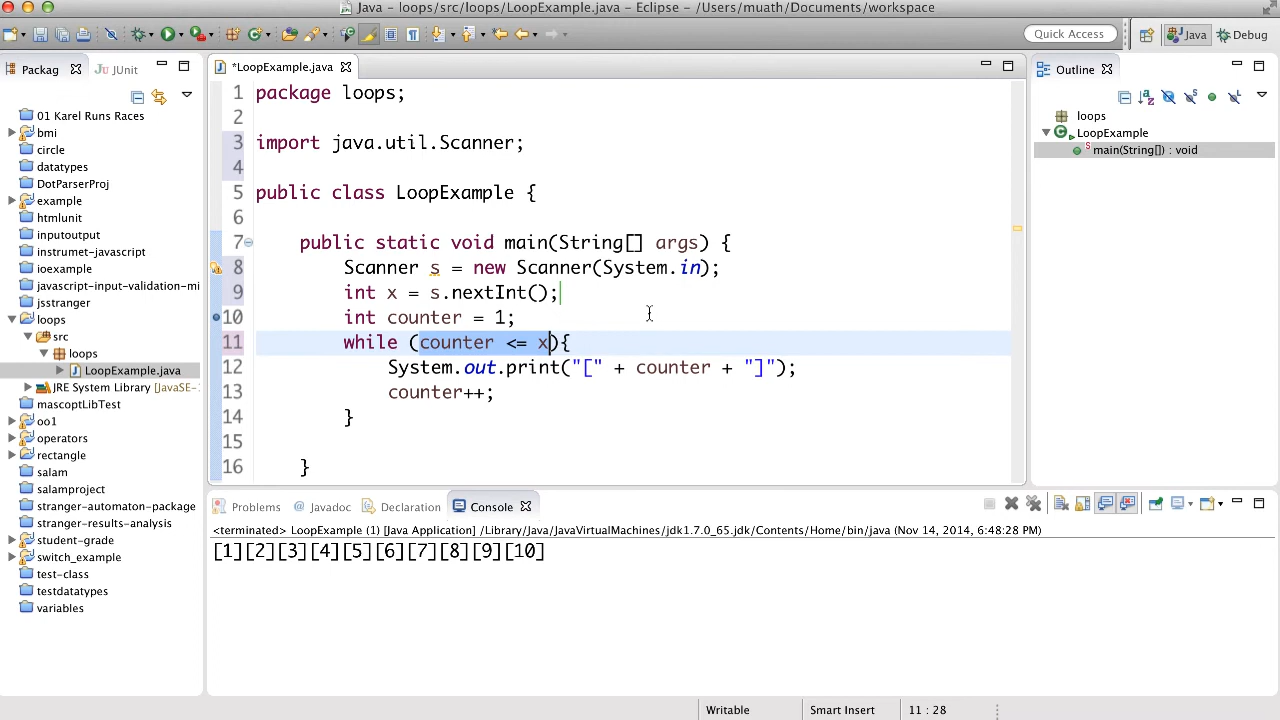 Java - loops/src/loops/LoopExample.java - Eclipse - /Users/muath/Documents/workspace
Quick Access
Java
Debug
Packag
JUnit
01 Karel Runs Races
bmi
circle
datatypes
DotParserProj
example
htmlunit
inputoutput
instrumet-javascript
ioexample
javascript-input-validation-mi
jsstranger
loops
src
loops
LoopExample.java
JRE System Library [JavaSE-
mascoptLibTest
oo1
operators
rectangle
salam
salamproject
stranger-automaton-package
stranger-results-analysis
student-grade
switch_example
test-class
testdatatypes
variables
*LoopExample.java
1 package loops;
2
3 import java.util.Scanner;
4
5 public class LoopExample {
6
7 public static void main(String[] args) {
8 Scanner s = new Scanner(System.in);
9 int x = s.nextInt();
10 int counter = 1;
11 while (counter <= x){
12 System.out.print("[" + counter + "]");
13 counter++;
14 }
15
16 }
Outline
loops
LoopExample
main(String[]) : void
Problems
Javadoc
Declaration
Console
<terminated> LoopExample (1) [Java Application] /Library/Java/JavaVirtualMachines/jdk1.7.0_65.jdk/Contents/Home/bin/java (Nov 14, 2014, 6:48:28 PM)
[1][2][3][4][5][6][7][8][9][10]
Writable
Smart Insert
11 : 28